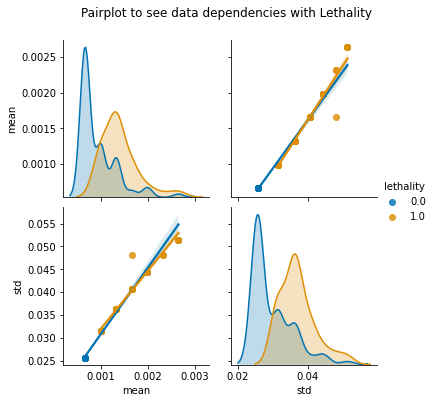 Pairplot to see data dependencies with Lethality
0.0025
0.0020
0.0015
0.0010
mean
lethality
0.0
1.0
0.055
0.050
0.045
0.040
0.035
0.030
0.025
std
0.001 0.002 0.003
mean
0.02 0.04
std